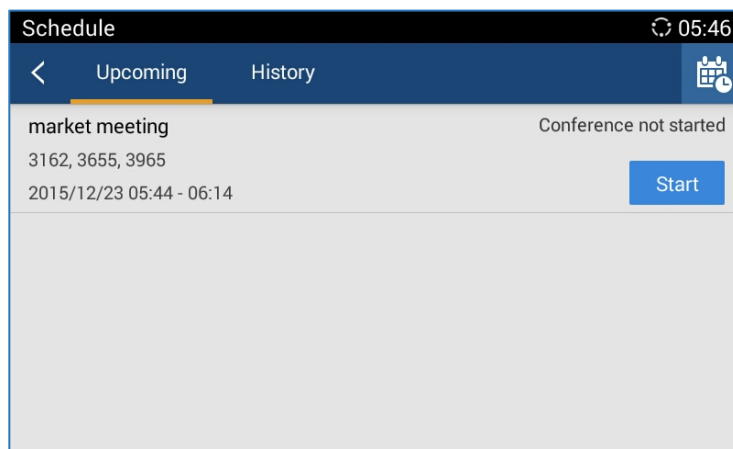 Schedule 05:46
Upcoming History
market meeting Conference not started
3162, 3655, 3965
2015/12/23 05:44 - 06:14 Start